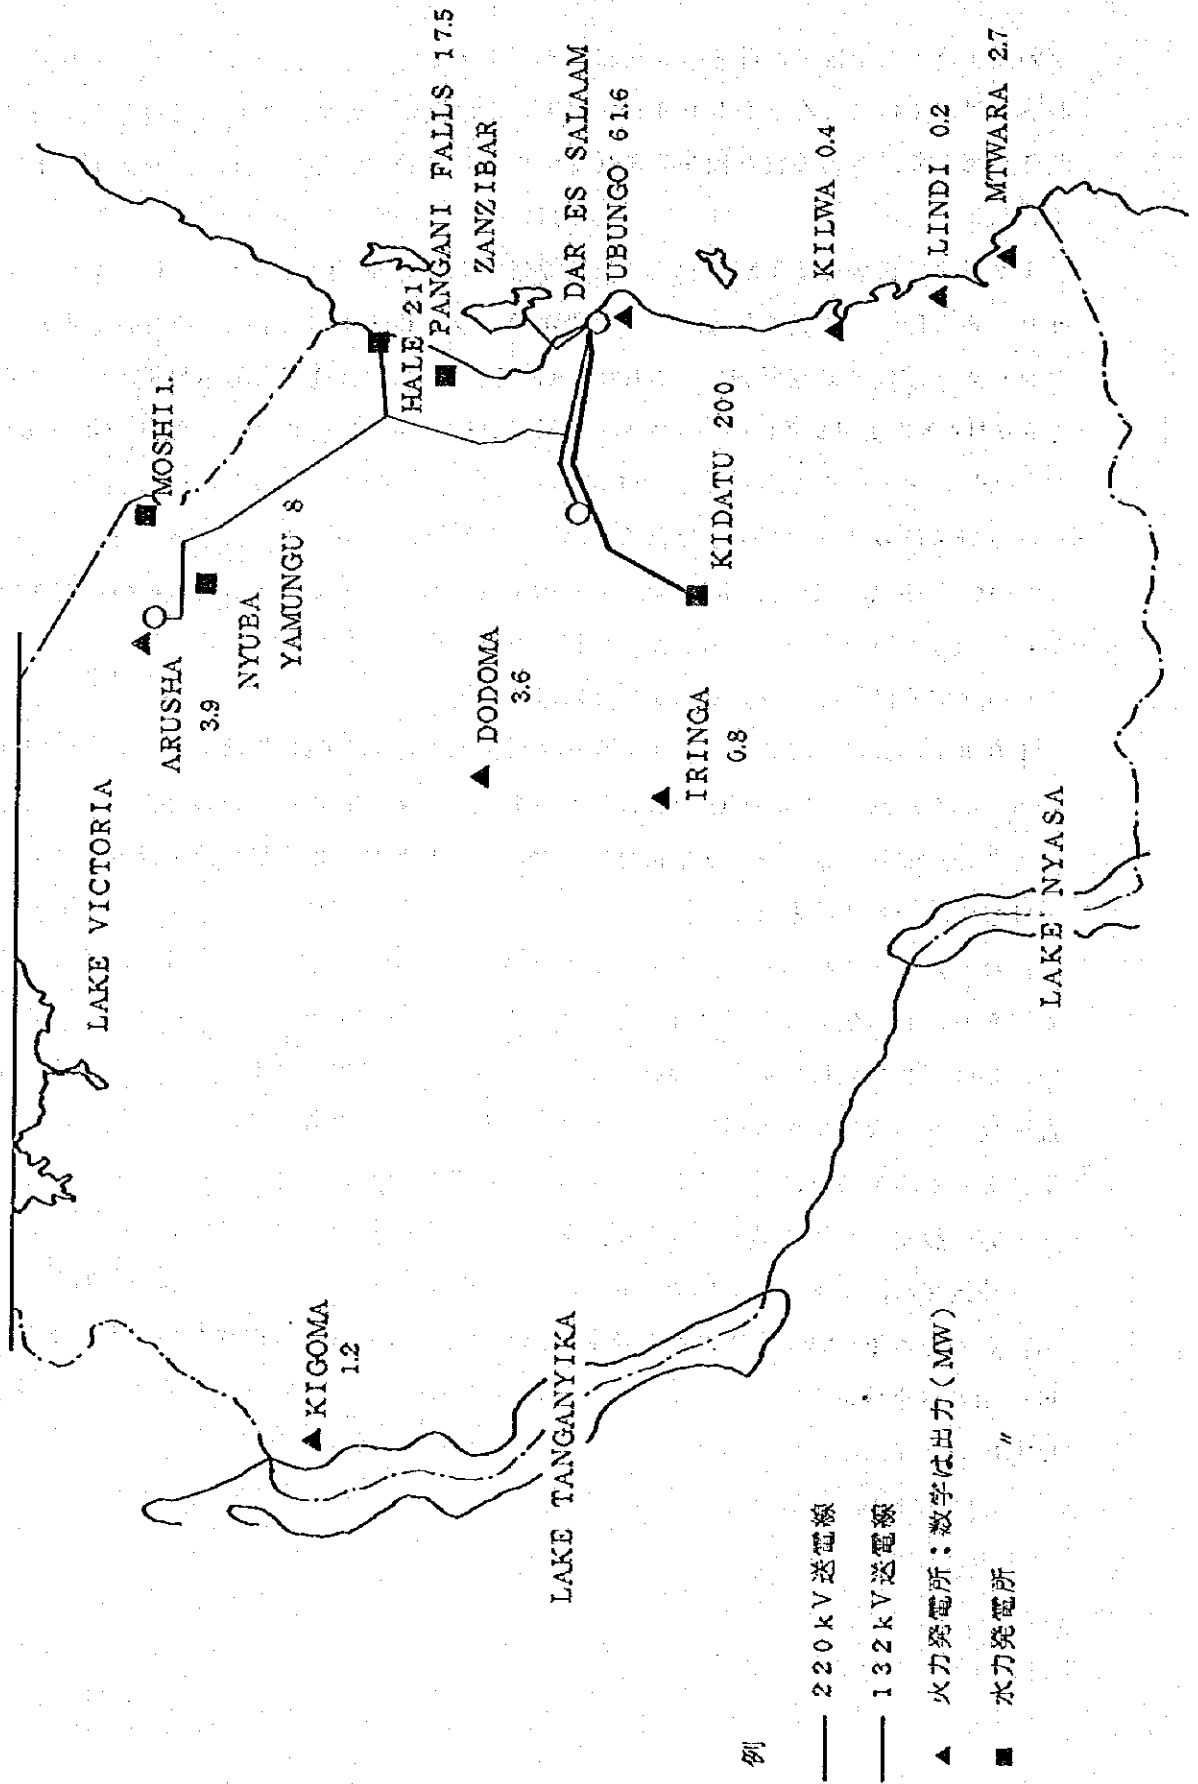 LAKE VICTORIA
MOSHI 1.
ARUSHA
3.9
NYUBA
YAMUNGU 8
HALE 21
PANGANI FALLS 17.5
ZANZIBAR
DAR ES SALAAM
UBUNGO 61.6
KIGOMA
1.2
DODOMA
3.6
IRINGA
0.8
KIDATU 200
KILWA 0.4
LINDI 0.2
MTWARA 2.7
LAKE TANGANYIKA
LAKE NYASA
例
220kV送電線
132kV送電線
▲ 火力発電所：数字は出力（MW）
■ 水力発電所 〃